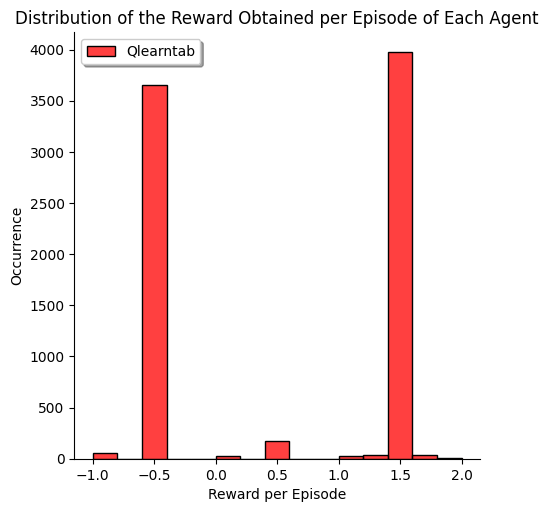 Distribution of the Reward Obtained per Episode of Each Agent
Qlearntab
4000
3500
3000
2500
2000
1500
1000
500
0
Occurrence
−1.0 −0.5 0.0 0.5 1.0 1.5 2.0
Reward per Episode